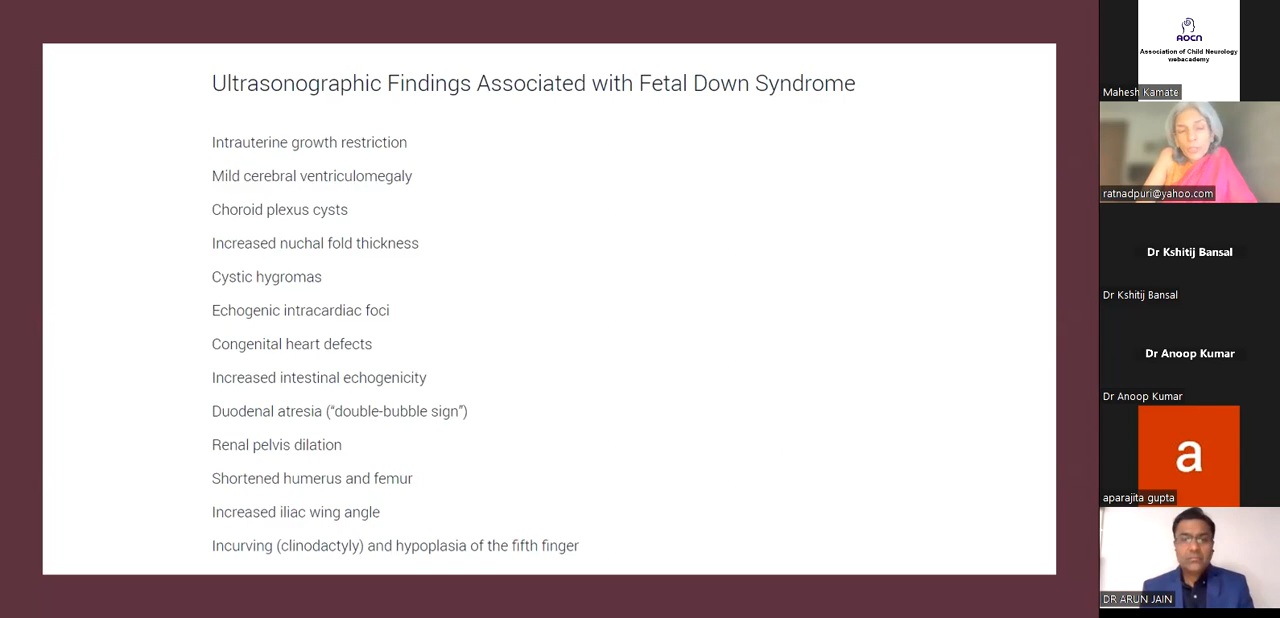 Ultrasonographic Findings Associated with Fetal Down Syndrome
Intrauterine growth restriction
Mild cerebral ventriculomegaly
Choroid plexus cysts
Increased nuchal fold thickness
Cystic hygromas
Echogenic intracardiac foci
Congenital heart defects
Increased intestinal echogenicity
Duodenal atresia (“double-bubble sign”)
Renal pelvis dilation
Shortened humerus and femur
Increased iliac wing angle
Incurving (clinodactyly) and hypoplasia of the fifth finger
AOCN
Association of Child Neurology
webacademy
Mahesh Kamate
ratnadpuri@yahoo.com
Dr Kshitij Bansal
Dr Kshitij Bansal
Dr Anoop Kumar
Dr Anoop Kumar
a
aparajita gupta
DR ARUN JAIN